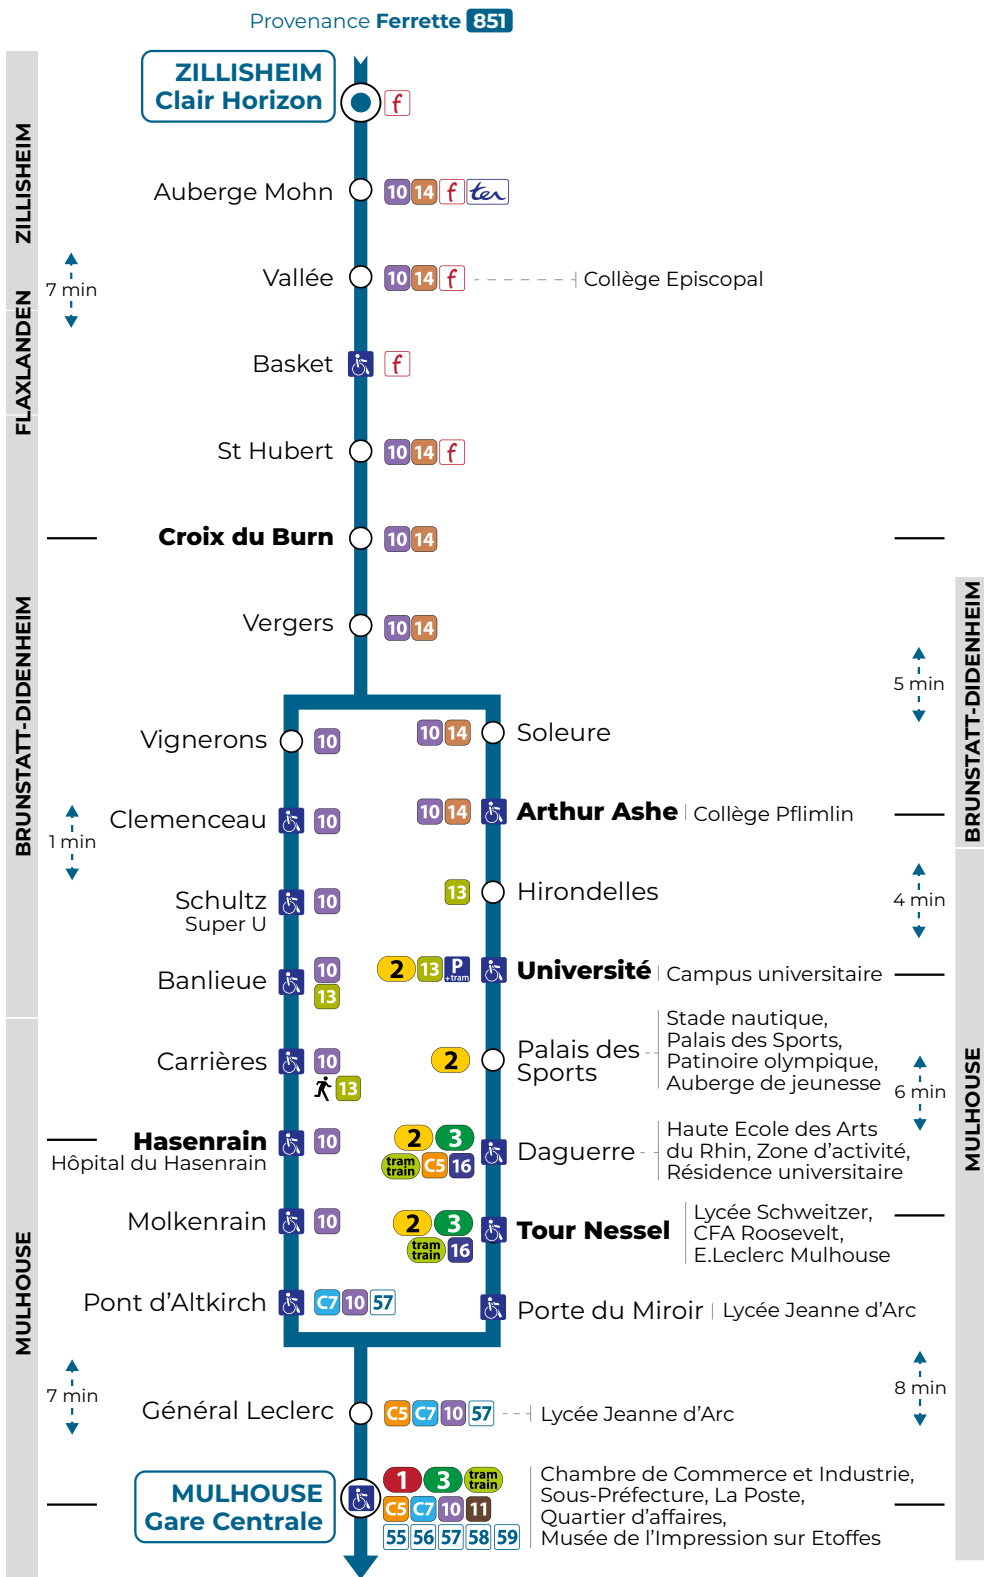 Provenance Ferrette 851
ZILLISHEIM
Clair Horizon
f
ZILLISHEIM
Auberge Mohn
10 14 f ter
Vallée
10 14 f
Collège Episcopal
7 min
FLAXLANDEN
Basket
f
St Hubert
10 14 f
Croix du Burn
10 14
BRUNSTATT-DIDENHEIM
Vergers
10 14
BRUNSTATT-DIDENHEIM
5 min
Vignerons
10
10 14
Soleure
Clemenceau
10
10 14
Arthur Ashe
Collège Pflimlin
1 min
Schultz
Super U
10
13
Hirondelles
4 min
Banlieue
10
13
2 13 P
+tram
Université
Campus universitaire
Carrières
10
13
2
Palais des
Sports
Stade nautique,
Palais des Sports,
Patinoire olympique,
Auberge de jeunesse
6 min
MULHOUSE
Hasenrain
Hôpital du Hasenrain
10
2 3
tram
train
C5 16
Daguerre
Haute Ecole des Arts
du Rhin, Zone d'activité,
Résidence universitaire
Molkenrain
10
2 3
tram
train
16
Tour Nessel
Lycée Schweitzer,
CFA Roosevelt,
E.Leclerc Mulhouse
MULHOUSE
Pont d'Altkirch
C7 10 57
Porte du Miroir
Lycée Jeanne d'Arc
7 min
8 min
Général Leclerc
C5 C7 10 57
Lycée Jeanne d'Arc
MULHOUSE
Gare Centrale
1 3 tram
train
C5 C7 10 11
55 56 57 58 59
Chambre de Commerce et Industrie,
Sous-Préfecture, La Poste,
Quartier d'affaires,
Musée de l'Impression sur Etoffes